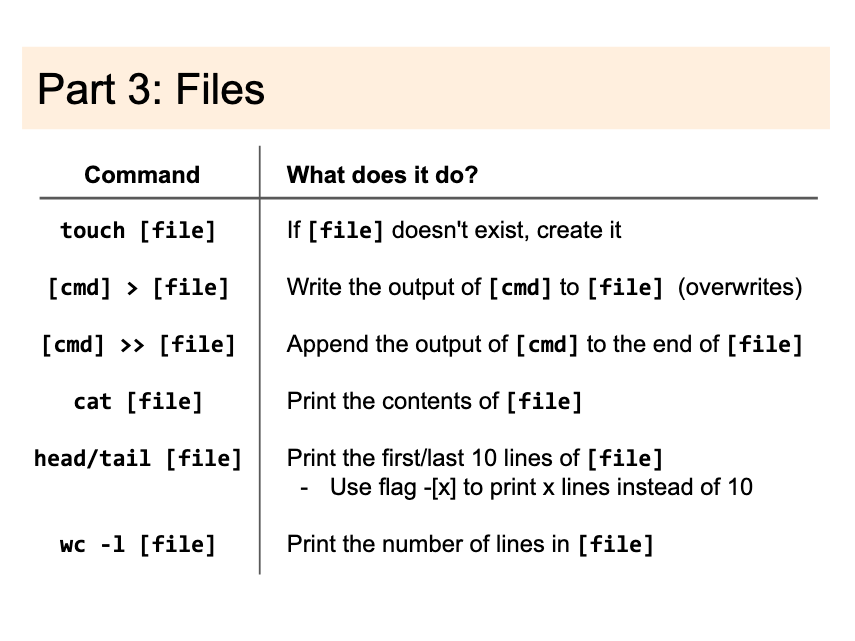 Part 3: Files
Command What does it do?
touch [file] If [file] doesn't exist, create it
[cmd] > [file] Write the output of [cmd] to [file] (overwrites)
[cmd] >> [file] Append the output of [cmd] to the end of [file]
cat [file] Print the contents of [file]
head/tail [file] Print the first/last 10 lines of [file]
- Use flag -[x] to print x lines instead of 10
wc -l [file] Print the number of lines in [file]